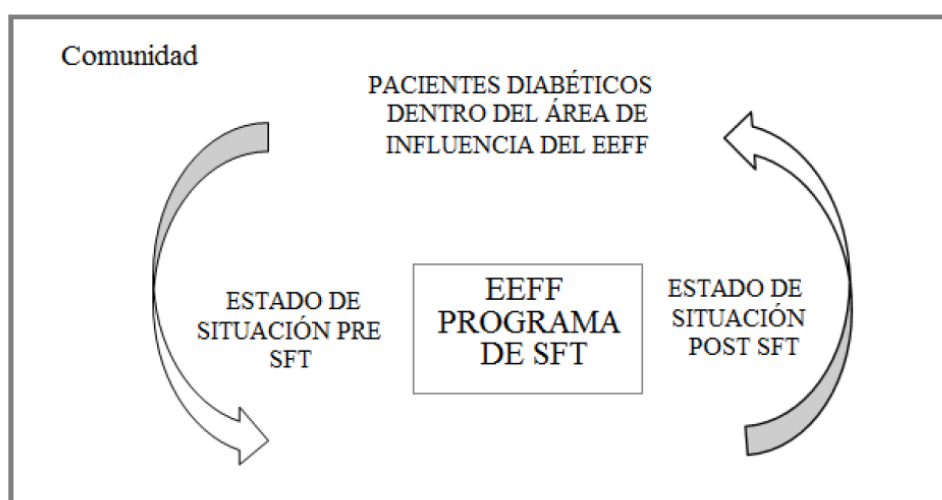 Comunidad
PACIENTES DIABÉTICOS
DENTRO DEL ÁREA DE
INFLUENCIA DEL EEFF
ESTADO DE
SITUACIÓN PRE
SFT
EEFF
PROGRAMA
DE SFT
ESTADO DE
SITUACIÓN
POST SFT